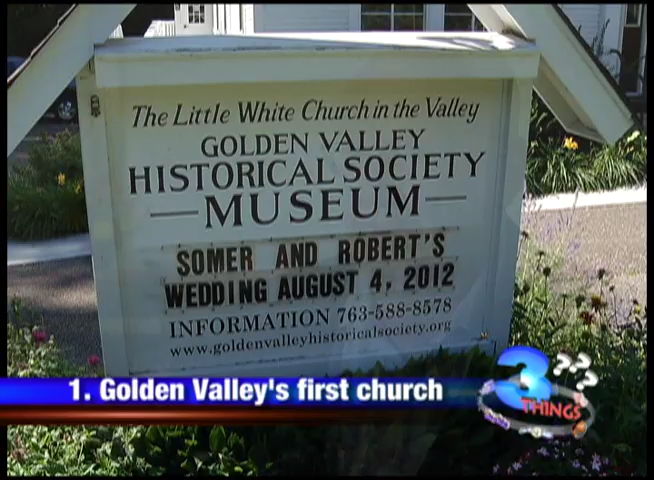 The Little White Church in the Valley
GOLDEN VALLEY
HISTORICAL SOCIETY
MUSEUM
SOMER AND ROBERT'S
WEDDING AUGUST 4, 2012
INFORMATION 763-588-8578
www.goldenvalleyhistoricalsociety.org
1. Golden Valley's first church
3 ???
THINGS